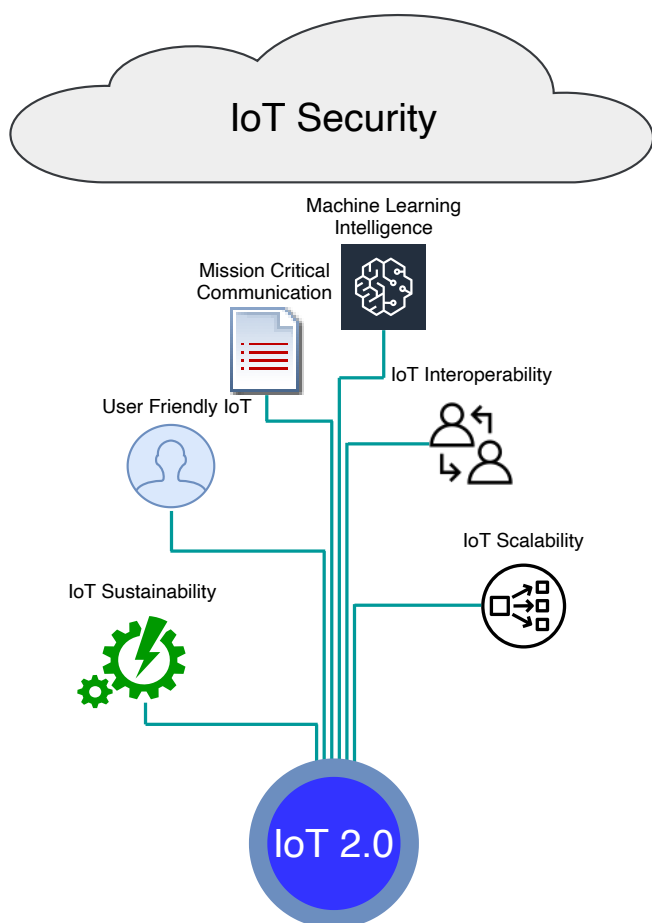 IoT Security
Machine Learning
Intelligence
Mission Critical
Communication
IoT Interoperability
User Friendly IoT
IoT Scalability
IoT Sustainability
IoT 2.0